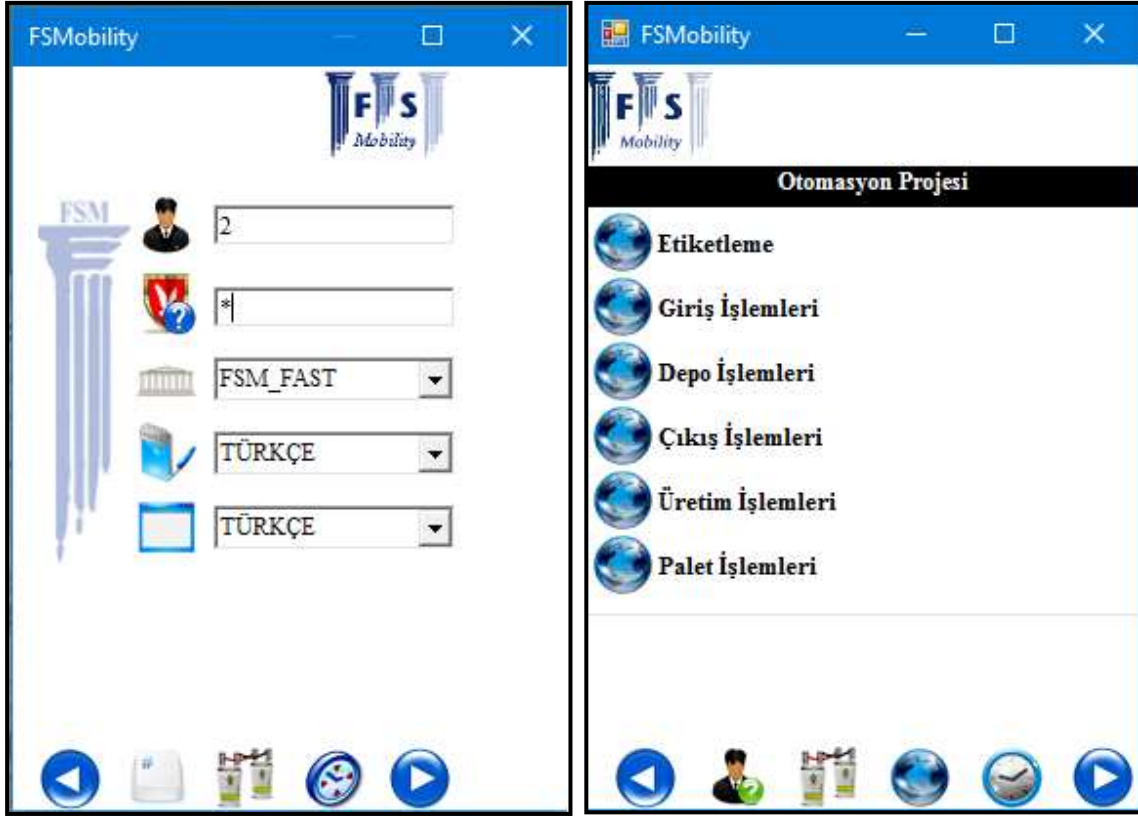 FSMobility
F S
Mobility
FSM
2
*
FSM_FAST
TÜRKÇE
TÜRKÇE
FSMobility
F S
Mobility
Otomasyon Projesi
Etiketleme
Giriş İşlemleri
Depo İşlemleri
Çıkış İşlemleri
Üretim İşlemleri
Palet İşlemleri